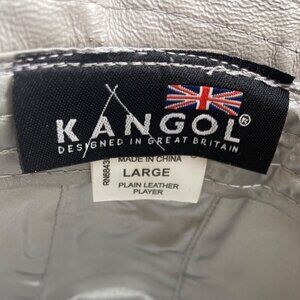 KANGOL®
DESIGNED IN GREAT BRITAIN
MADE IN CHINA
LARGE
PLAIN LEATHER
PLAYER